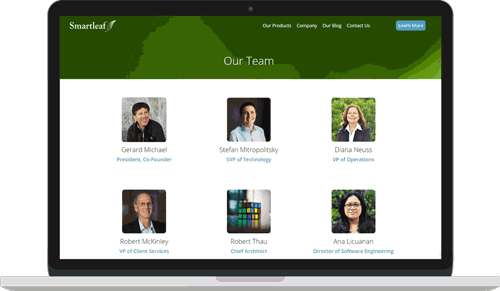 Smartleaf
Our Products Company Our Blog Contact Us Learn More
Our Team
Gerard Michael
President, Co-Founder
Stefan Mitropolitsky
SVP of Technology
Diana Neuss
VP of Operations
Robert McKinley
VP of Client Services
Robert Thau
Chief Architect
Ana Licuanan
Director of Software Engineering